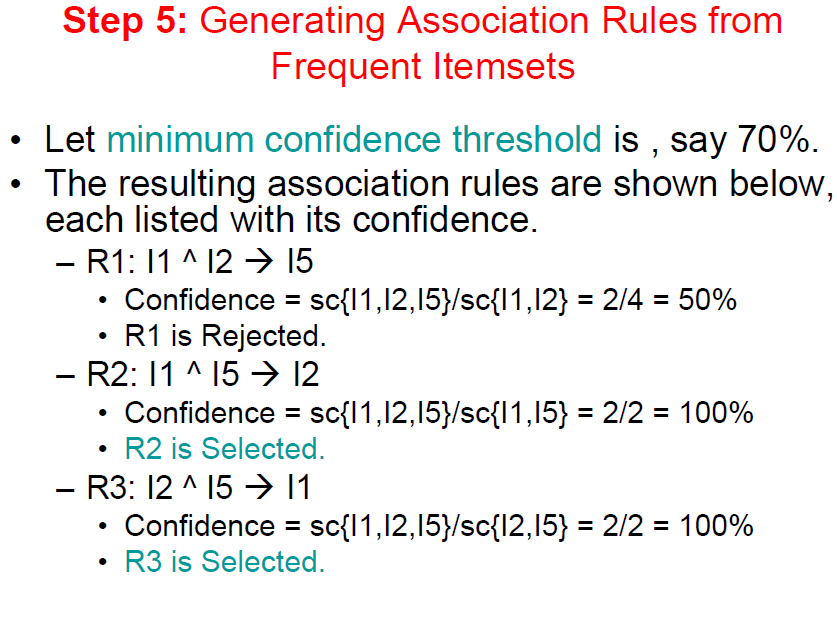 Step 5: Generating Association Rules from
Frequent Itemsets
• Let minimum confidence threshold is , say 70%.
• The resulting association rules are shown below,
each listed with its confidence.
– R1: I1 ^ I2 → I5
• Confidence = sc{I1,I2,I5}/sc{I1,I2} = 2/4 = 50%
• R1 is Rejected.
– R2: I1 ^ I5 → I2
• Confidence = sc{I1,I2,I5}/sc{I1,I5} = 2/2 = 100%
• R2 is Selected.
– R3: I2 ^ I5 → I1
• Confidence = sc{I1,I2,I5}/sc{I2,I5} = 2/2 = 100%
• R3 is Selected.